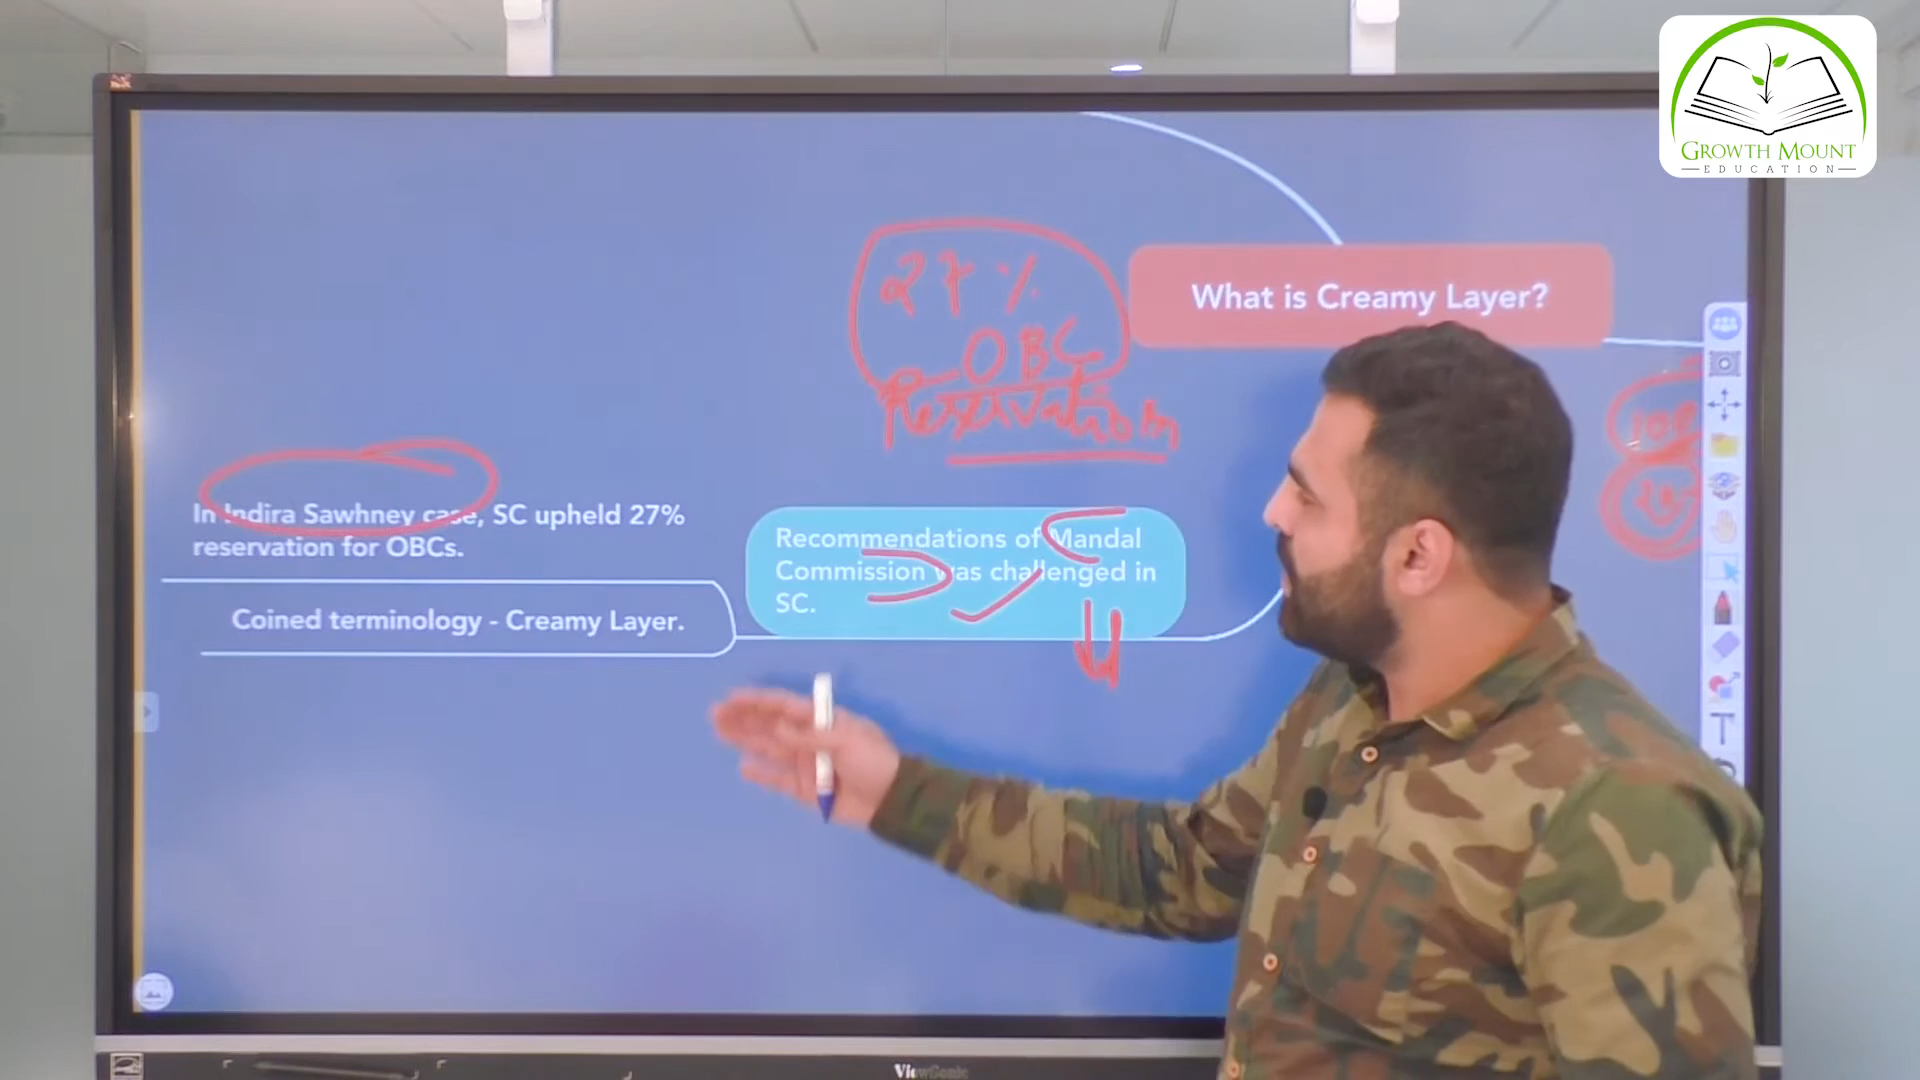 GROWTH MOUNT
EDUCATION
27%
OBC
Reservation
What is Creamy Layer?
In Indira Sawhney case, SC upheld 27%
reservation for OBCs.
Coined terminology - Creamy Layer.
Recommendations of Mandal
Commission was challenged in
SC.
ViewSonic